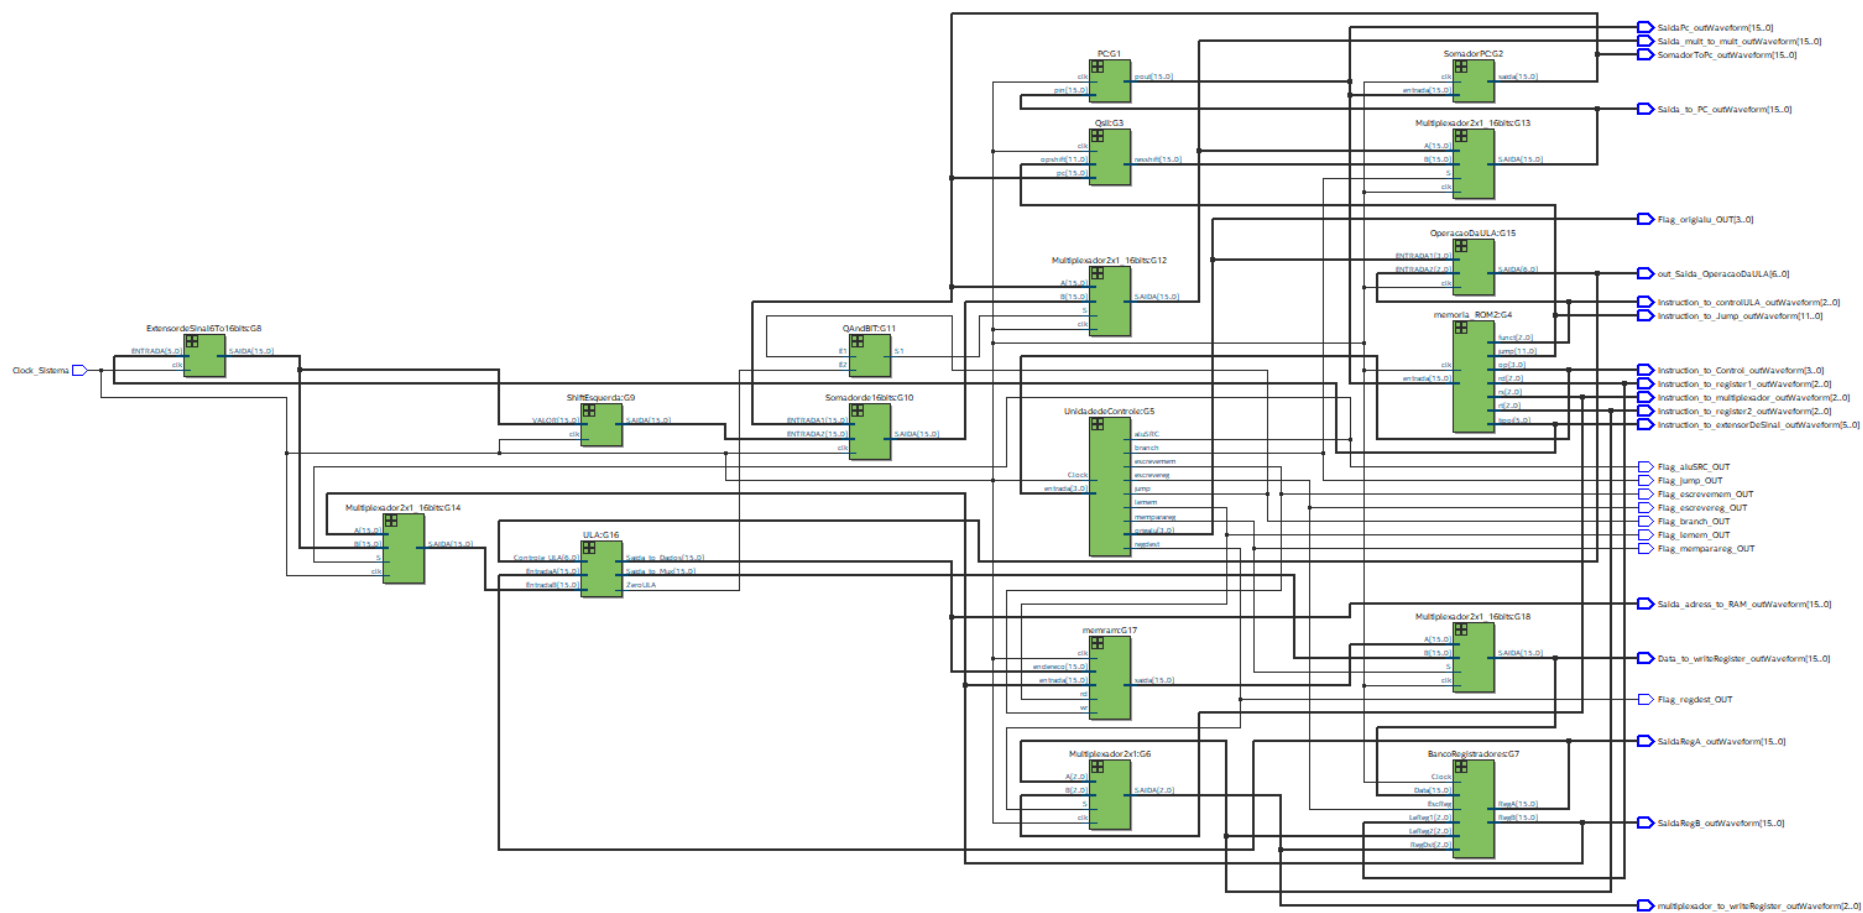 Clock_Sistema
ExtensordeSinal6To16bits:G8
ENTRADA[5..0]
clk
SAIDA[15..0]
Multiplexador2x1_16bits:G14
A[15..0]
B[15..0]
S
clk
SAIDA[15..0]
ShiftEsquerda:G9
VALOR[15..0]
clk
SAIDA[15..0]
ULA:G16
Controle_ULA[6..0]
EntradaA[15..0]
EntradaB[15..0]
Saida_to_Dados[15..0]
Saida_to_Mux[15..0]
ZeroULA
QAndBIT:G11
E1
E2
S1
Somadorde16bits:G10
ENTRADA1[15..0]
ENTRADA2[15..0]
clk
SAIDA[15..0]
PC:G1
clk
pin[15..0]
pout[15..0]
Qsll:G3
clk
opshift[11..0]
pc[15..0]
resshift[15..0]
Multiplexador2x1_16bits:G12
A[15..0]
B[15..0]
S
clk
SAIDA[15..0]
UnidadedeControle:G5
Clock
entrada[3..0]
aluSRC
branch
escrevemem
escrevereg
jump
lemem
memparareg
origalu[3..0]
regdest
memram:G17
clk
endereco[15..0]
entrada[15..0]
rd
wr
saida[15..0]
Multiplexador2x1:G6
A[2..0]
B[2..0]
S
clk
SAIDA[2..0]
SomadorPC:G2
clk
entrada[15..0]
saida[15..0]
Multiplexador2x1_16bits:G13
A[15..0]
B[15..0]
S
clk
SAIDA[15..0]
OperacaoDaULA:G15
ENTRADA1[3..0]
ENTRADA2[2..0]
clk
SAIDA[6..0]
memoria_ROM2:G4
clk
entrada[15..0]
funct[2..0]
jump[11..0]
op[3..0]
rd[2..0]
rs[2..0]
rt[2..0]
Multiplexador2x1_16bits:G18
A[15..0]
B[15..0]
S
clk
SAIDA[15..0]
BancoRegistradores:G7
Clock
Data[15..0]
EscReg
LeReg1[2..0]
LeReg2[2..0]
RegDst[2..0]
RegA[15..0]
RegB[15..0]
SaidaPc_outWaveform[15..0]
Saida_mult_to_mult_outWaveform[15..0]
SomadorToPc_outWaveform[15..0]
Saida_to_PC_outWaveform[15..0]
Flag_origialu_OUT[3..0]
out_Saida_OperacaoDaULA[6..0]
Instruction_to_controlULA_outWaveform[2..0]
Instruction_to_Jump_outWaveform[11..0]
Instruction_to_Control_outWaveform[3..0]
Instruction_to_register1_outWaveform[2..0]
Instruction_to_multiplexador_outWaveform[2..0]
Instruction_to_register2_outWaveform[2..0]
Instruction_to_extensorDeSinal_outWaveform[5..0]
Flag_aluSRC_OUT
Flag_jump_OUT
Flag_escrevemem_OUT
Flag_escrevereg_OUT
Flag_branch_OUT
Flag_lemem_OUT
Flag_memparareg_OUT
Saida_adress_to_RAM_outWaveform[15..0]
Data_to_writeRegister_outWaveform[15..0]
Flag_regdest_OUT
SaidaRegA_outWaveform[15..0]
SaidaRegB_outWaveform[15..0]
multiplexador_to_writeRegister_outWaveform[2..0]